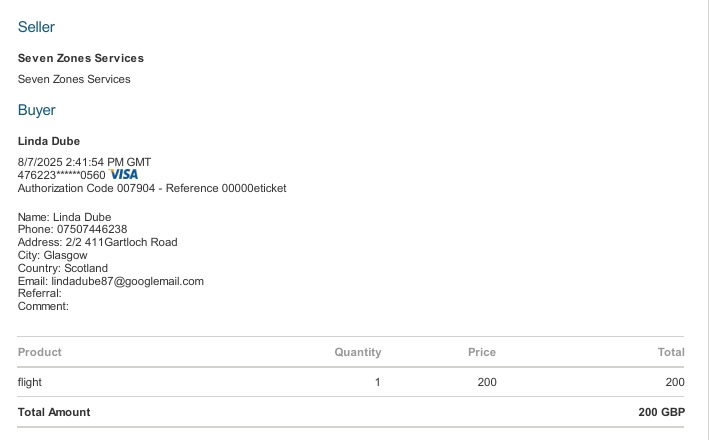 Seller
Seven Zones Services
Seven Zones Services
Buyer
Linda Dube
8/7/2025 2:41:54 PM GMT
476223******0560 VISA
Authorization Code 007904 - Reference 00000eticket
Name: Linda Dube
Phone: 07507446238
Address: 2/2 411Gartloch Road
City: Glasgow
Country: Scotland
Email: lindadube87@googlemail.com
Referral:
Comment:
Product Quantity Price Total
flight 1 200 200
Total Amount 200 GBP